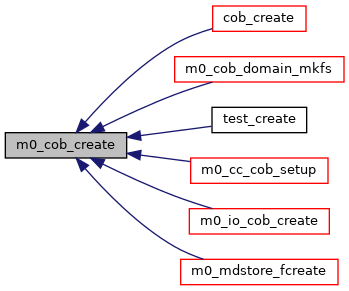 cob_create
m0_cob_domain_mkfs
test_create
m0_cob_create
m0_cc_cob_setup
m0_io_cob_create
m0_mdstore_fcreate